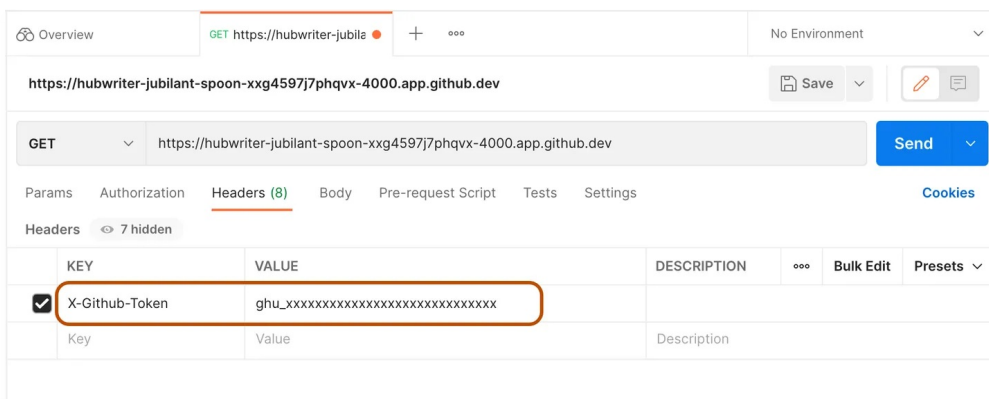 Overview GET https://hubwriter-jubila No Environment
https://hubwriter-jubilant-spoon-xxg4597j7phqvx-4000.app.github.dev Save
GET https://hubwriter-jubilant-spoon-xxg4597j7phqvx-4000.app.github.dev Send
Params Authorization Headers (8) Body Pre-request Script Tests Settings Cookies
Headers 7 hidden
KEY VALUE DESCRIPTION ooo Bulk Edit Presets
X-Github-Token ghu_xxxxxxxxxxxxxxxxxxxxxxxxxxxxx
Key Value Description